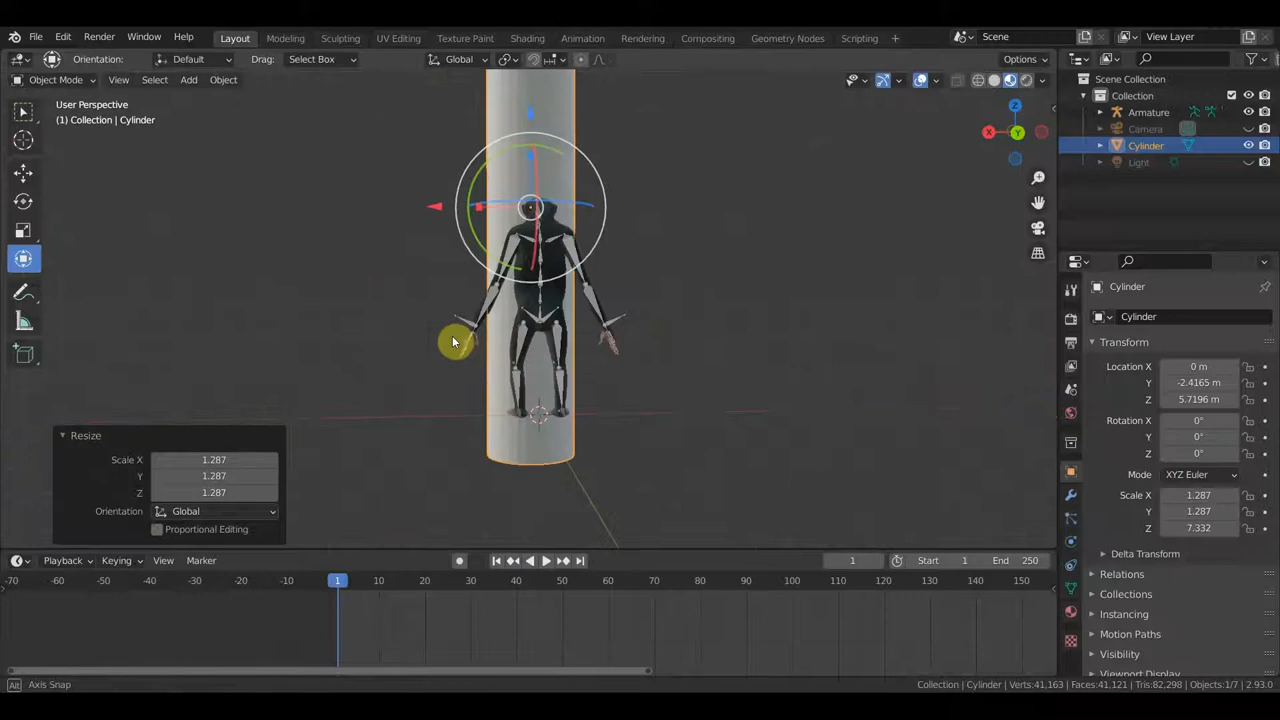 File Edit Render Window Help Layout Modeling Sculpting UV Editing Texture Paint Shading Animation Rendering Compositing Geometry Nodes Scripting + Scene View Layer
Orientation: Default Drag: Select Box Global Options
Object Mode View Select Add Object
User Perspective
(1) Collection | Cylinder
Z
X
Y
Scene Collection
Collection
Armature
Camera
Cylinder
Light
Cylinder
Cylinder
Transform
Location X 0 m
Y -2.4165 m
Z 5.7196 m
Rotation X 0°
Y 0°
Z 0°
Mode XYZ Euler
Scale X 1.287
Y 1.287
Z 7.332
Delta Transform
Relations
Collections
Instancing
Motion Paths
Visibility
Viewport Display
Resize
Scale X 1.287
Y 1.287
Z 1.287
Orientation Global
Proportional Editing
Playback Keying View Marker 1 Start 1 End 250
-70 -60 -50 -40 -30 -20 -10 1 10 20 30 40 50 60 70 80 90 100 110 120 130 140 150
Alt Axis Snap Collection | Cylinder | Verts:41,163 | Faces:41,121 | Tris:82,298 | Objects:1/7 | 2.93.0